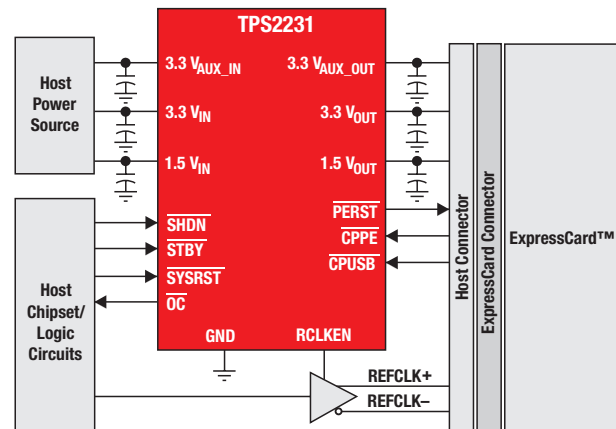 TPS2231
Host
Power
Source
3.3 VAUX_IN
3.3 VAUX_OUT
3.3 VIN
3.3 VOUT
1.5 VIN
1.5 VOUT
Host
Chipset/
Logic
Circuits
SHDN
STBY
SYSRST
OC
PERST
CPPE
CPUSB
GND
RCLKEN
REFCLK+
REFCLK–
Host Connector
ExpressCard Connector
ExpressCard™